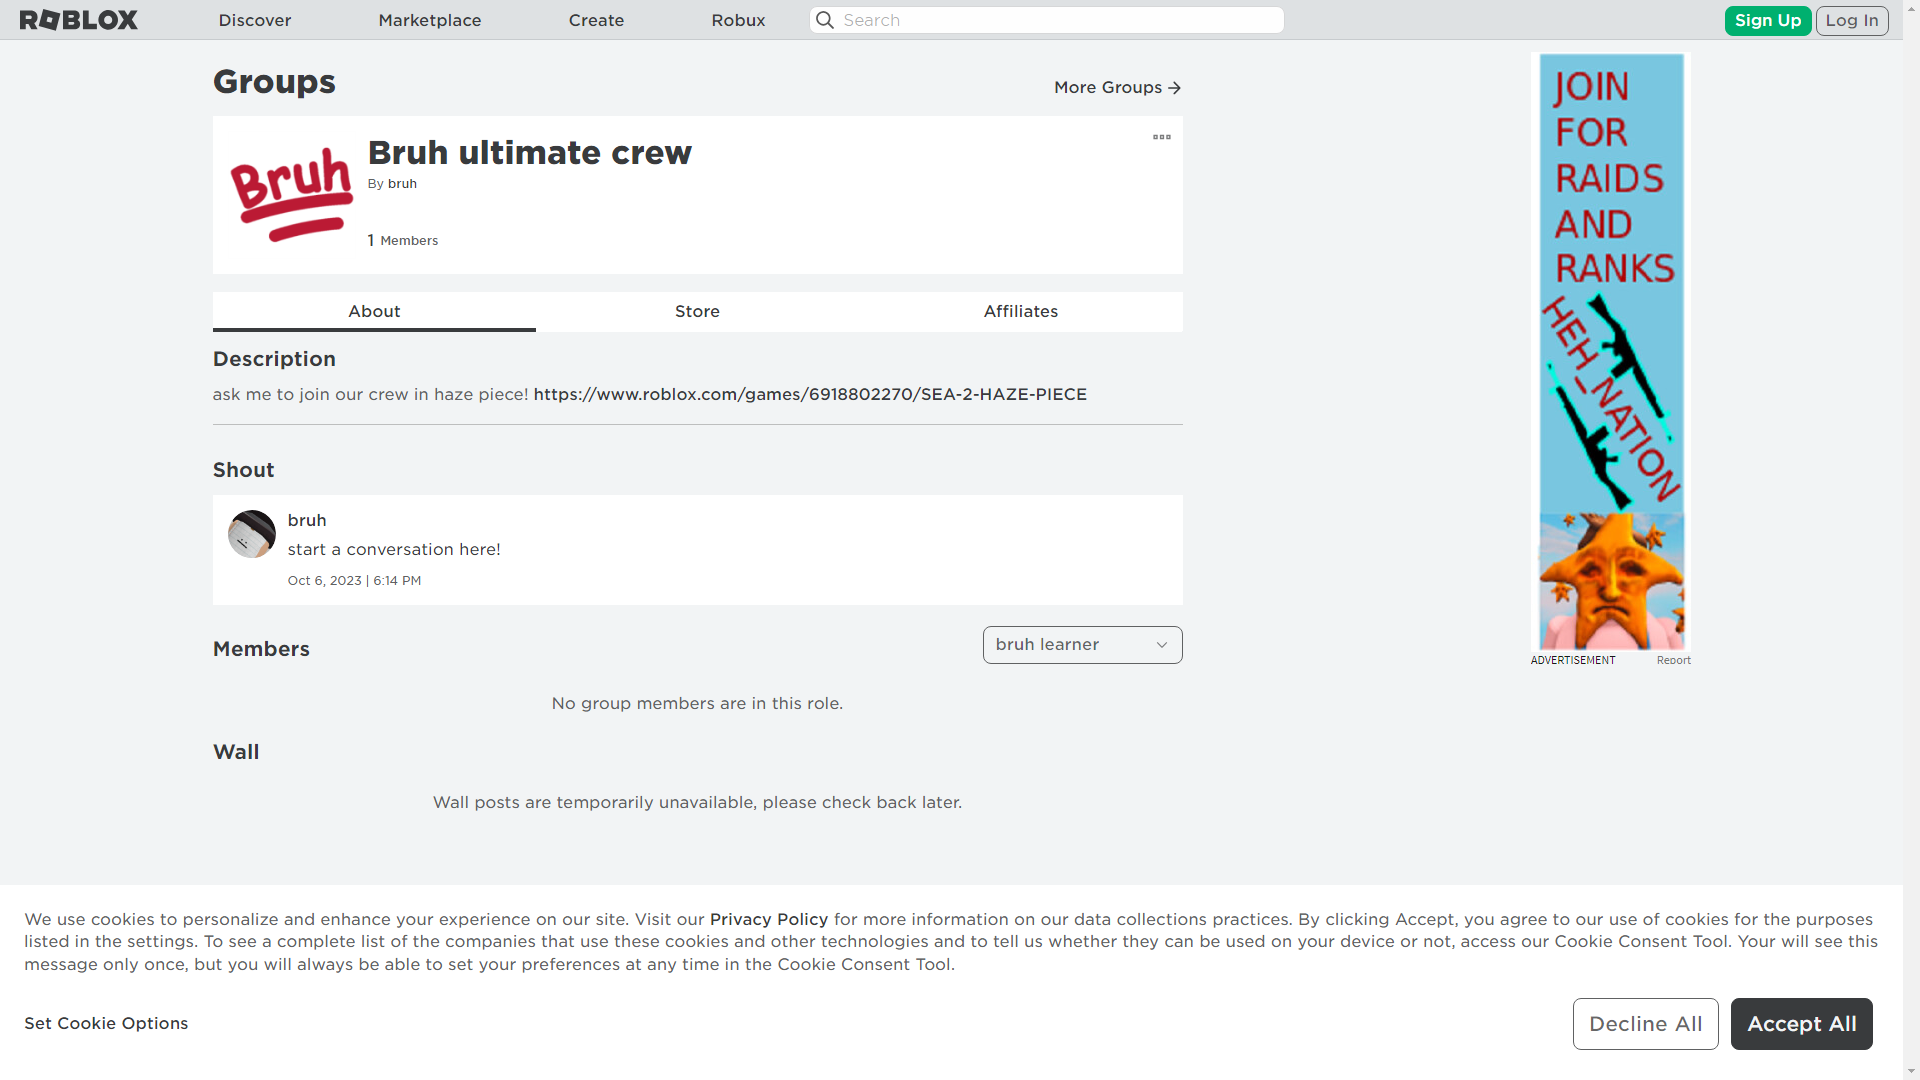 ROBLOX
Discover
Marketplace
Create
Robux
Search
Sign Up
Log In
Groups
More Groups
Bruh
Bruh ultimate crew
By bruh
1 Members
About
Store
Affiliates
Description
ask me to join our crew in haze piece! https://www.roblox.com/games/6918802270/SEA-2-HAZE-PIECE
Shout
bruh
start a conversation here!
Oct 6, 2023 | 6:14 PM
Members
bruh learner
No group members are in this role.
Wall
Wall posts are temporarily unavailable, please check back later.
JOIN
FOR
RAIDS
AND
RANKS
HEH_NATION
ADVERTISEMENT
Report
We use cookies to personalize and enhance your experience on our site. Visit our Privacy Policy for more information on our data collections practices. By clicking Accept, you agree to our use of cookies for the purposes
listed in the settings. To see a complete list of the companies that use these cookies and other technologies and to tell us whether they can be used on your device or not, access our Cookie Consent Tool. Your will see this
message only once, but you will always be able to set your preferences at any time in the Cookie Consent Tool.
Set Cookie Options
Decline All
Accept All